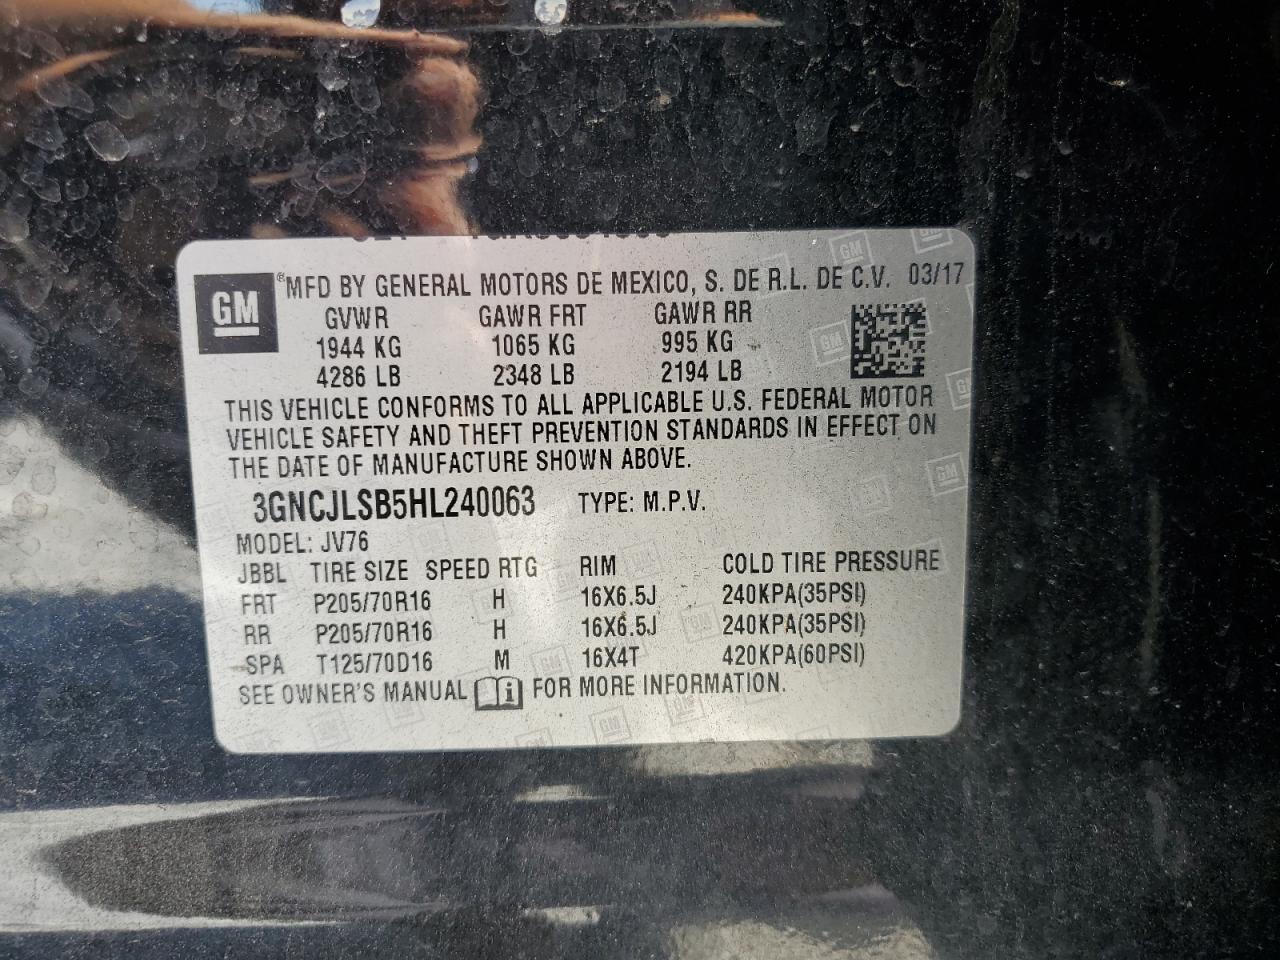 GM ® MFD BY GENERAL MOTORS DE MEXICO, S. DE R.L. DE C.V. 03/17
GVWR GAWR FRT GAWR RR
1944 KG 1065 KG 995 KG
4286 LB 2348 LB 2194 LB
THIS VEHICLE CONFORMS TO ALL APPLICABLE U.S. FEDERAL MOTOR
VEHICLE SAFETY AND THEFT PREVENTION STANDARDS IN EFFECT ON
THE DATE OF MANUFACTURE SHOWN ABOVE.
3GNCJLSB5HL240063 TYPE: M.P.V.
MODEL: JV76
JBBL TIRE SIZE SPEED RTG RIM COLD TIRE PRESSURE
FRT P205/70R16 H 16X6.5J 240KPA(35PSI)
RR P205/70R16 H 16X6.5J 240KPA(35PSI)
SPA T125/70D16 M 16X4T 420KPA(60PSI)
SEE OWNER'S MANUAL i FOR MORE INFORMATION.